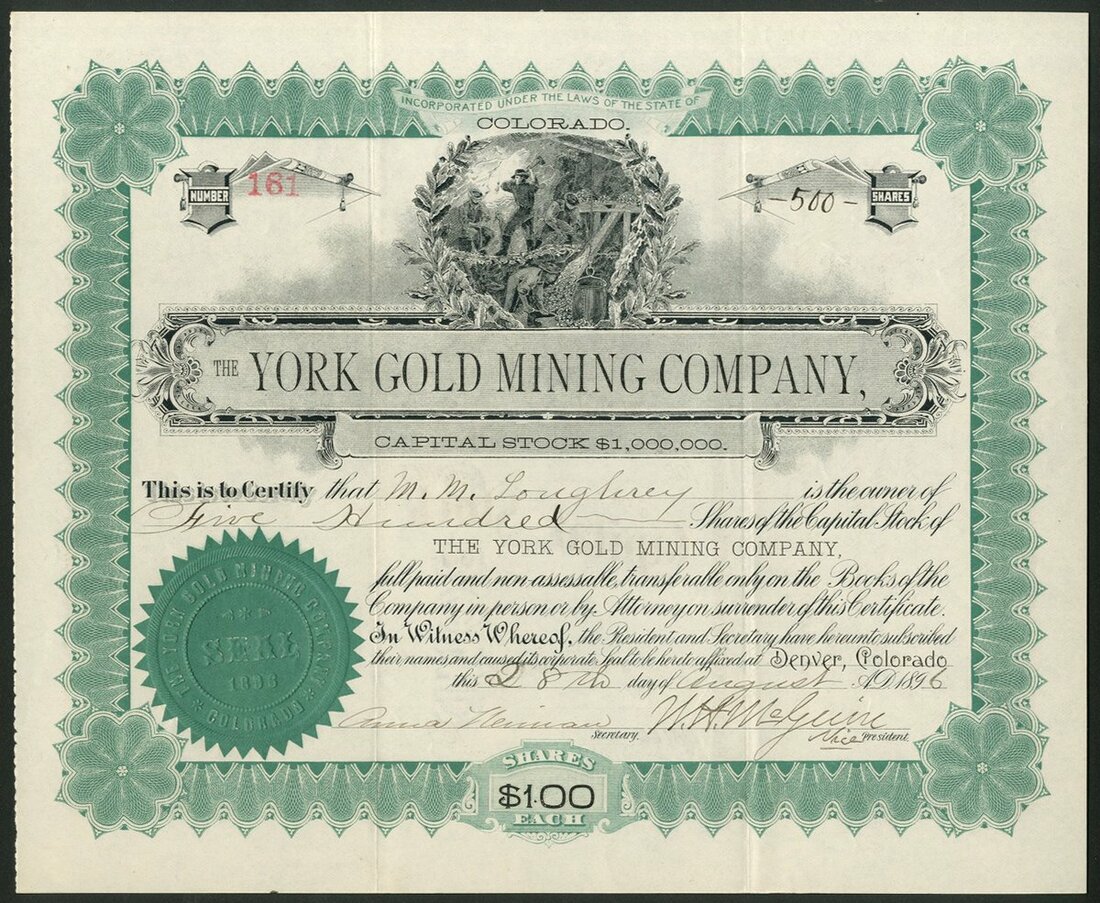 INCORPORATED UNDER THE LAWS OF THE STATE OF
COLORADO.
NUMBER 161
-500- SHARES
THE YORK GOLD MINING COMPANY,
CAPITAL STOCK $1,000,000.
This is to Certify that M. M. Loughrey is the owner of
Five Hundred Shares of the Capital Stock of
THE YORK GOLD MINING COMPANY,
full paid and non-assessable, transferable only on the Books of the
Company in person or by Attorney on surrender of this Certificate.
In Witness Whereof, the President and Secretary have hereunto subscribed
their names and caused its corporate Seal to be hereto affixed at Denver, Colorado
this 28th day of August A.D. 1896
Anna Heiman Secretary. W. H. McGuire Vice President.
THE YORK GOLD MINING COMPANY
SEAL
COLORADO
SHARES
$1.00
EACH